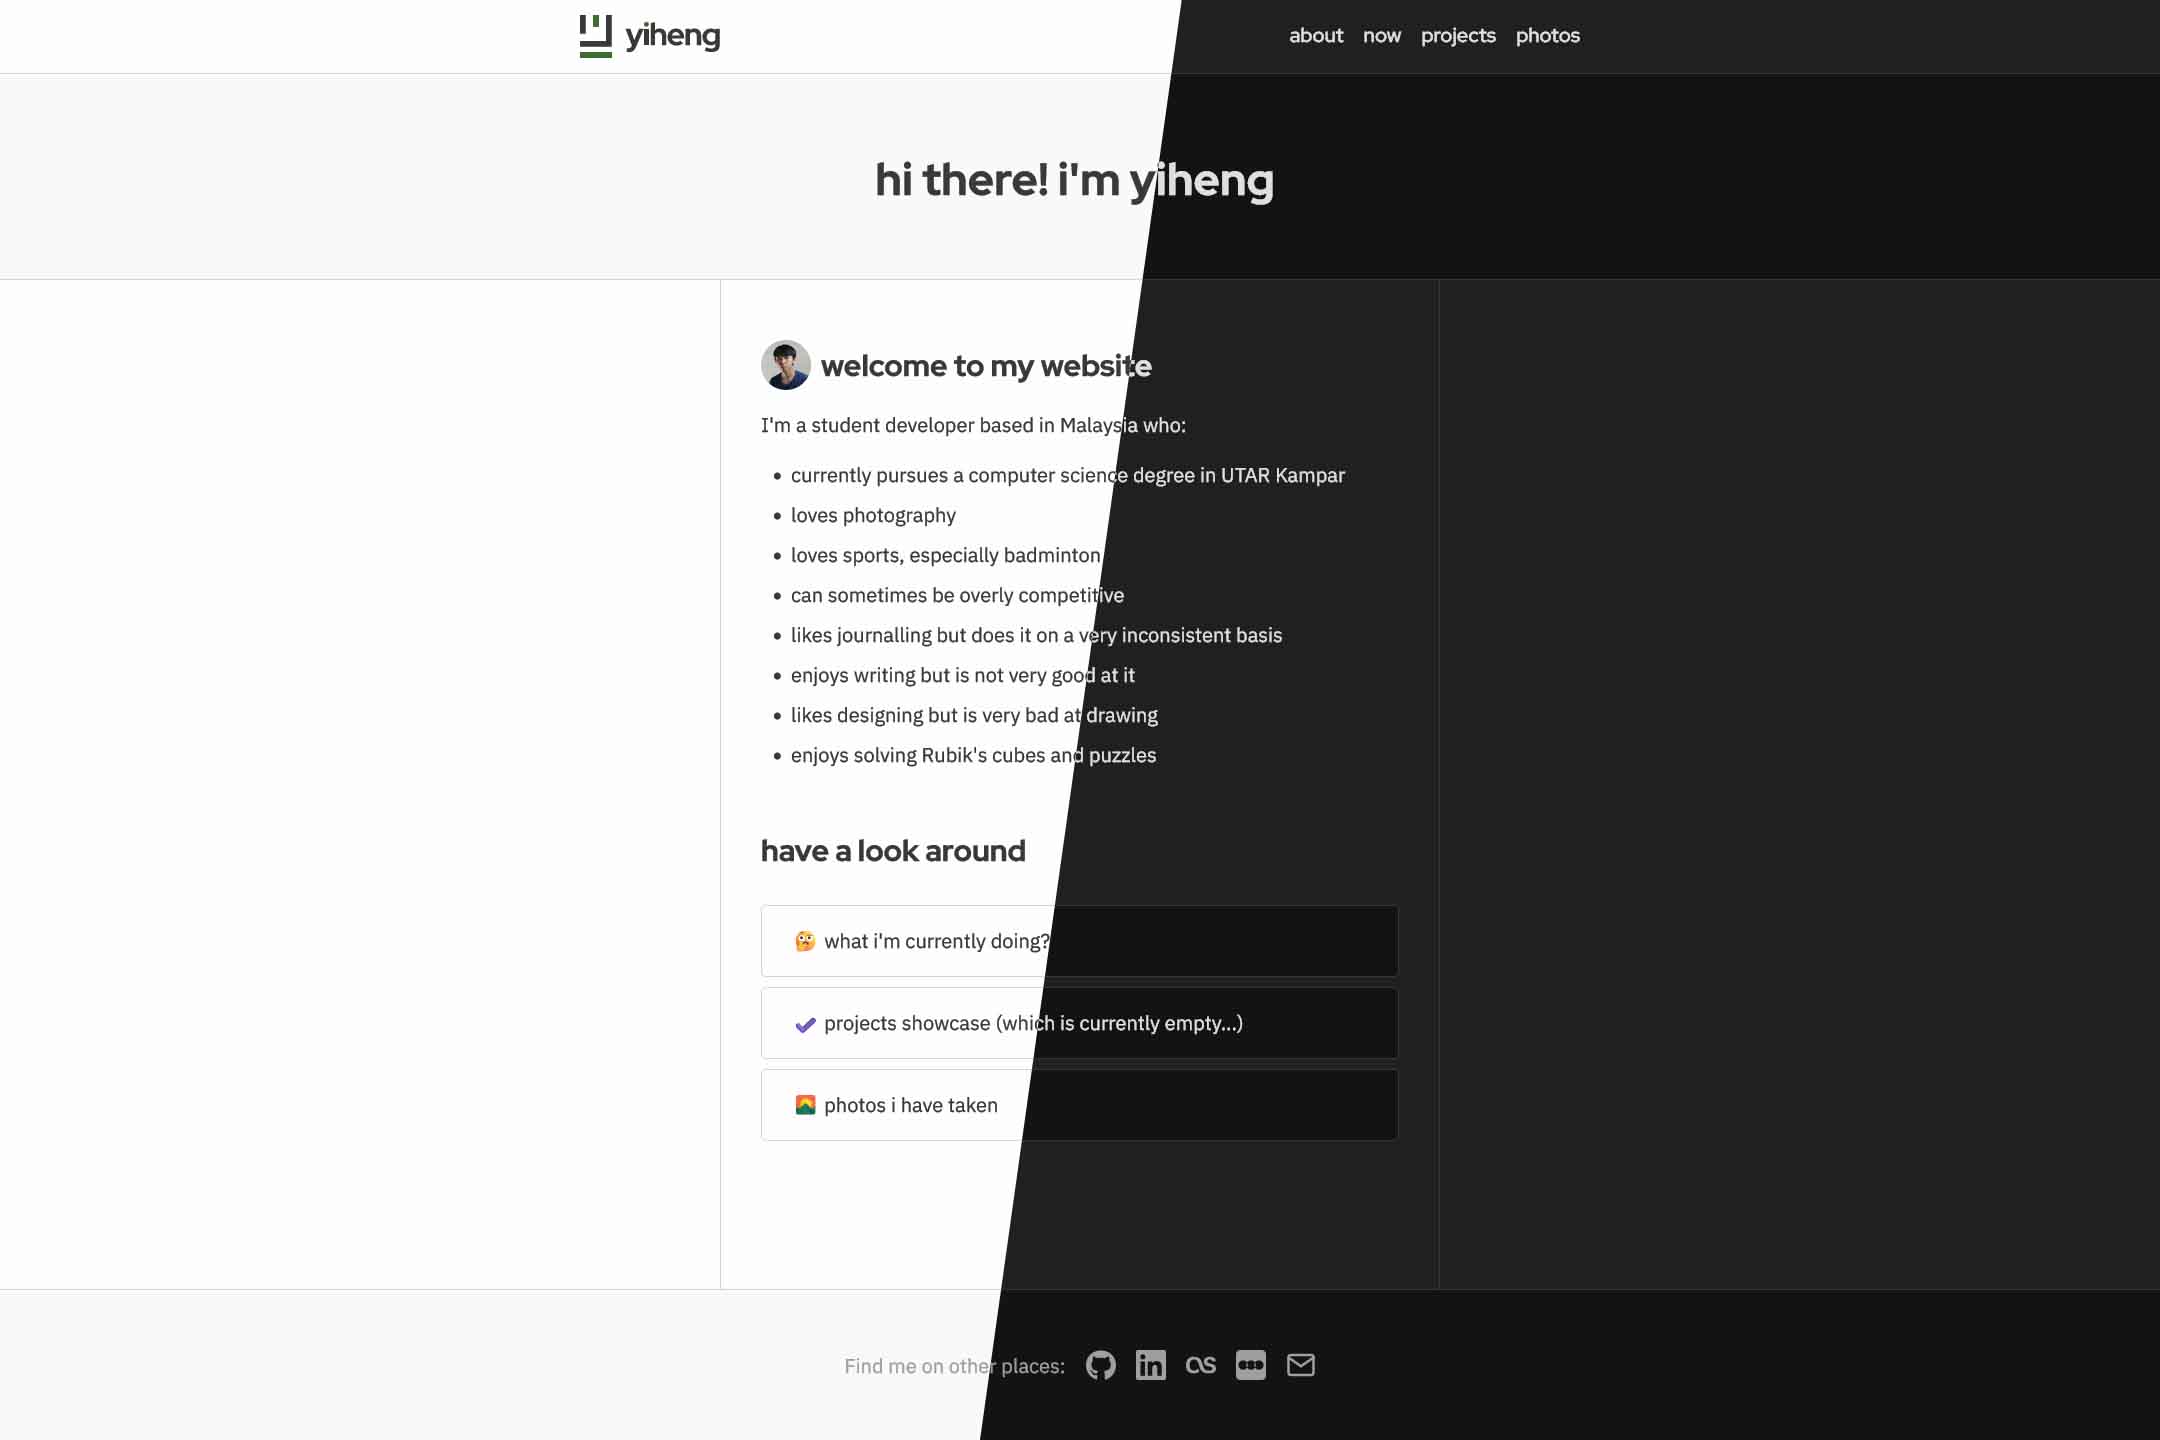 yiheng
about now projects photos
hi there! i'm yiheng
welcome to my website
I'm a student developer based in Malaysia who:
• currently pursues a computer science degree in UTAR Kampar
• loves photography
• loves sports, especially badminton
• can sometimes be overly competitive
• likes journalling but does it on a very inconsistent basis
• enjoys writing but is not very good at it
• likes designing but is very bad at drawing
• enjoys solving Rubik's cubes and puzzles
have a look around
🤔 what i'm currently doing?
✔ projects showcase (which is currently empty...)
🌄 photos i have taken
Find me on other places: